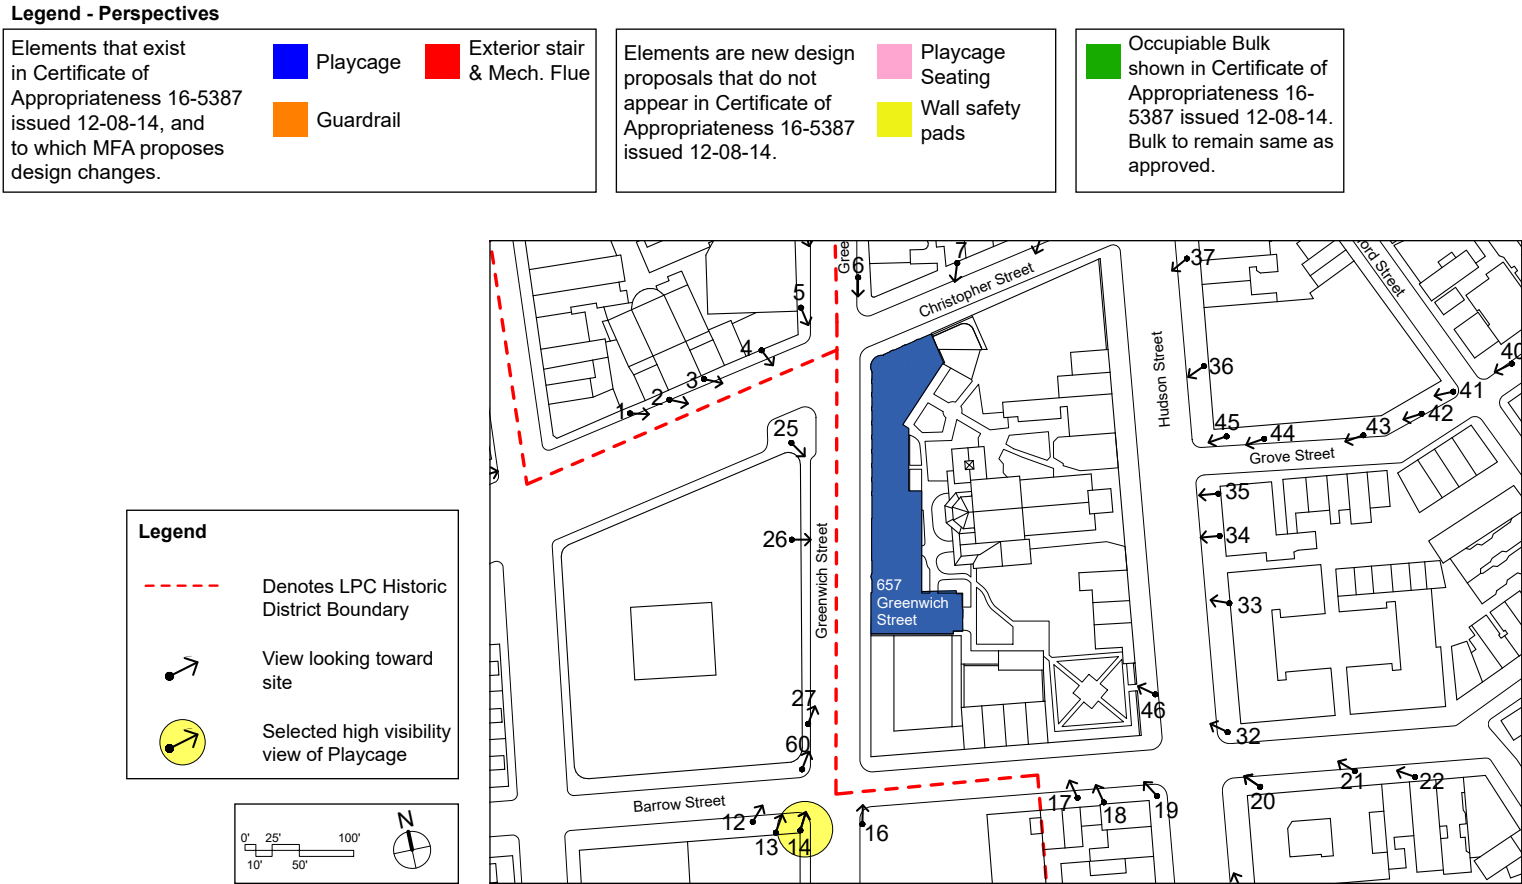 Legend - Perspectives
Elements that exist
in Certificate of
Appropriateness 16-5387
issued 12-08-14, and
to which MFA proposes
design changes.
Playcage
Guardrail
Exterior stair
& Mech. Flue
Elements are new design
proposals that do not
appear in Certificate of
Appropriateness 16-5387
issued 12-08-14.
Playcage
Seating
Wall safety
pads
Occupiable Bulk
shown in Certificate of
Appropriateness 16-
5387 issued 12-08-14.
Bulk to remain same as
approved.
Gree
6
7
Christopher Street
37
ord Street
5
4
3
2
1
36
40
41
42
43
44
45
Hudson Street
Grove Street
25
26
Greenwich Street
35
34
33
657
Greenwich
Street
27
60
46
32
Barrow Street
12
13
14
16
17
18
19
20
21
22
Legend
Denotes LPC Historic
District Boundary
View looking toward
site
Selected high visibility
view of Playcage
0' 25' 100'
10' 50'
N